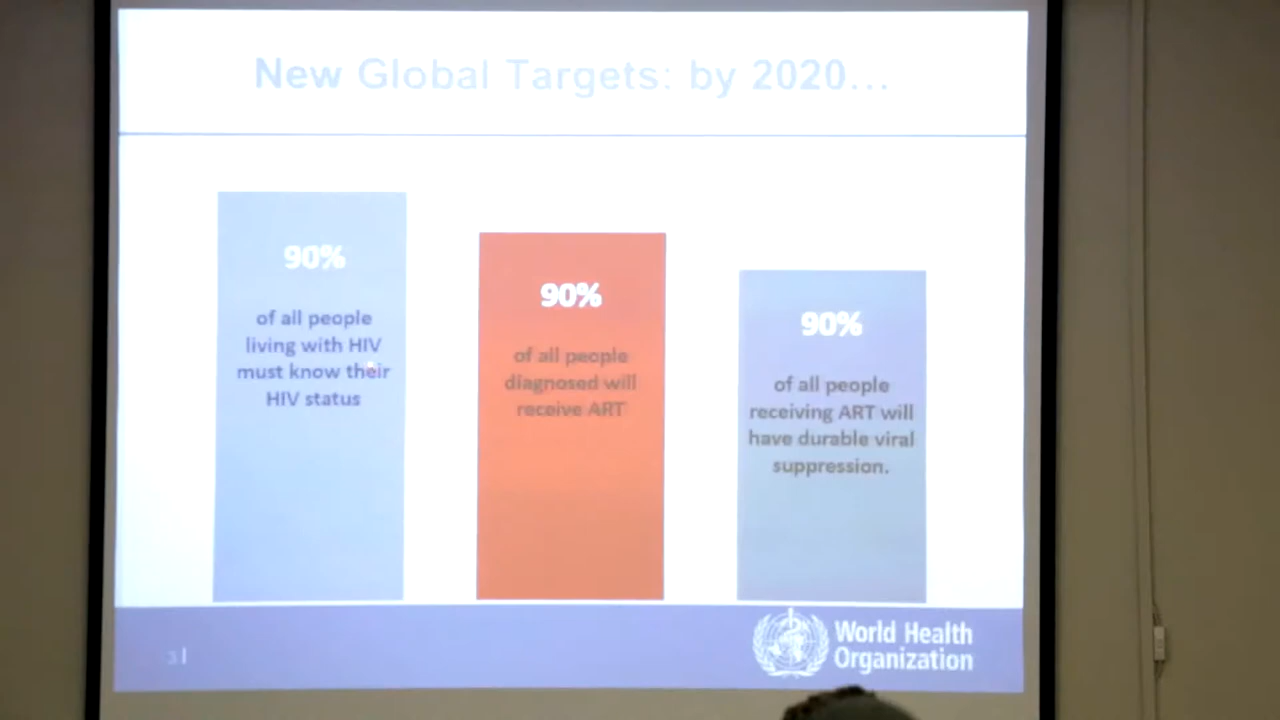 New Global Targets: by 2020...
90%
of all people
living with HIV
must know their
HIV status
90%
of all people
diagnosed will
receive ART
90%
of all people
receiving ART will
have durable viral
suppression.
3 |
World Health
Organization